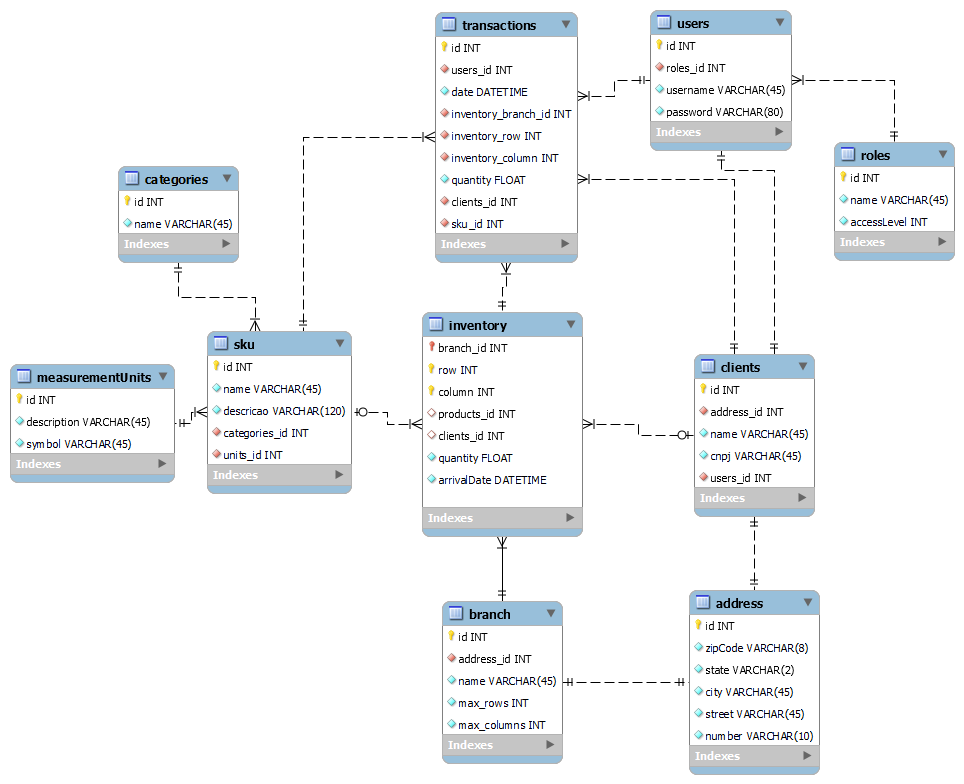 transactions
id INT
users_id INT
date DATETIME
inventory_branch_id INT
inventory_row INT
inventory_column INT
quantity FLOAT
clients_id INT
sku_id INT
Indexes
users
id INT
roles_id INT
username VARCHAR(45)
password VARCHAR(80)
Indexes
roles
id INT
name VARCHAR(45)
accessLevel INT
Indexes
categories
id INT
name VARCHAR(45)
Indexes
measurementUnits
id INT
description VARCHAR(45)
symbol VARCHAR(45)
Indexes
sku
id INT
name VARCHAR(45)
descricao VARCHAR(120)
categories_id INT
units_id INT
Indexes
inventory
branch_id INT
row INT
column INT
products_id INT
clients_id INT
quantity FLOAT
arrivalDate DATETIME
Indexes
clients
id INT
address_id INT
name VARCHAR(45)
cnpj VARCHAR(45)
users_id INT
Indexes
branch
id INT
address_id INT
name VARCHAR(45)
max_rows INT
max_columns INT
Indexes
address
id INT
zipCode VARCHAR(8)
state VARCHAR(2)
city VARCHAR(45)
street VARCHAR(45)
number VARCHAR(10)
Indexes